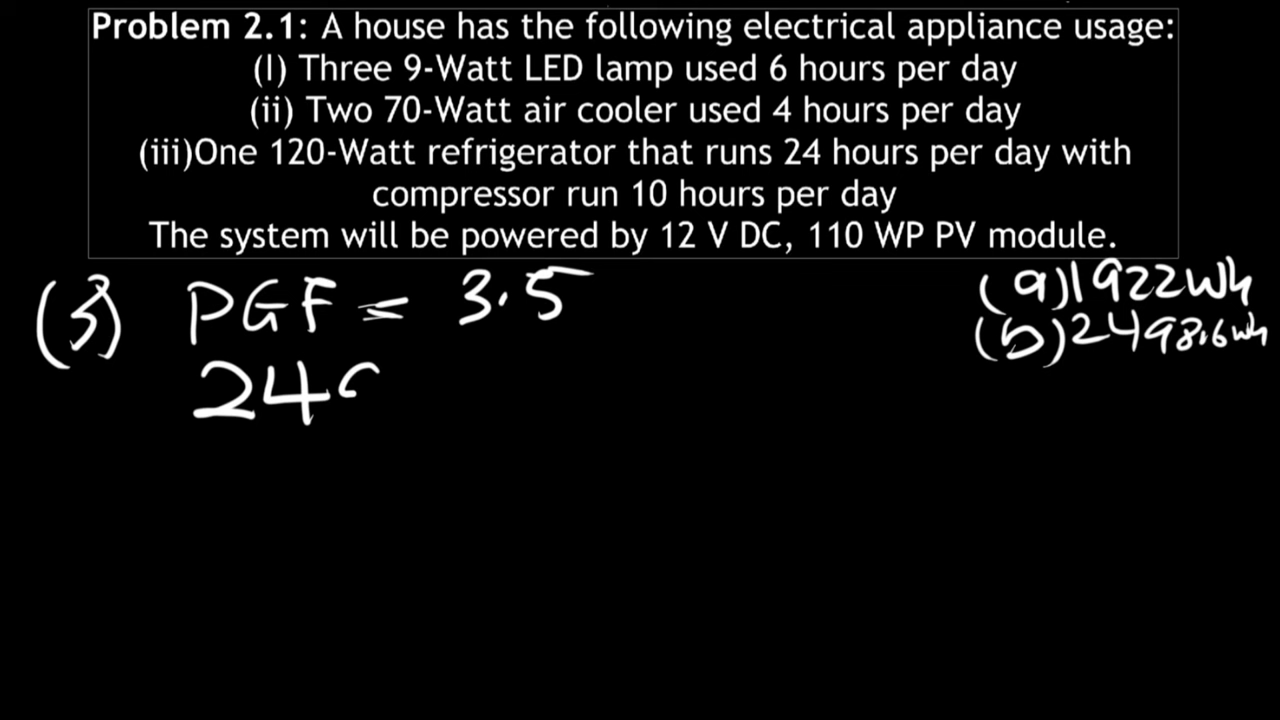 Problem 2.1: A house has the following electrical appliance usage:
(I) Three 9-Watt LED lamp used 6 hours per day
(ii) Two 70-Watt air cooler used 4 hours per day
(iii)One 120-Watt refrigerator that runs 24 hours per day with
compressor run 10 hours per day
The system will be powered by 12 V DC, 110 WP PV module.
(a)1922Wh
(b)2498.6Wh
(3) PGF = 3.5
24